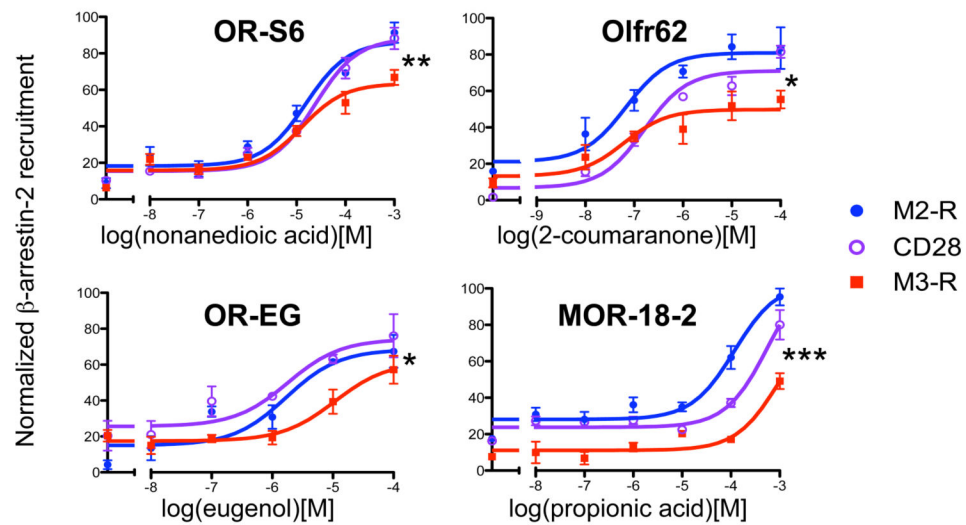 Normalized β-arrestin-2 recruitment
OR-S6
100
80
60
40
20
0
**
-8 -7 -6 -5 -4 -3
log(nonanedioic acid)[M]
Olfr62
100
80
60
40
20
0
*
-9 -8 -7 -6 -5 -4
log(2-coumaranone)[M]
M2-R
CD28
M3-R
OR-EG
100
80
60
40
20
0
*
-8 -7 -6 -5 -4
log(eugenol)[M]
MOR-18-2
100
80
60
40
20
0
***
-8 -7 -6 -5 -4 -3
log(propionic acid)[M]